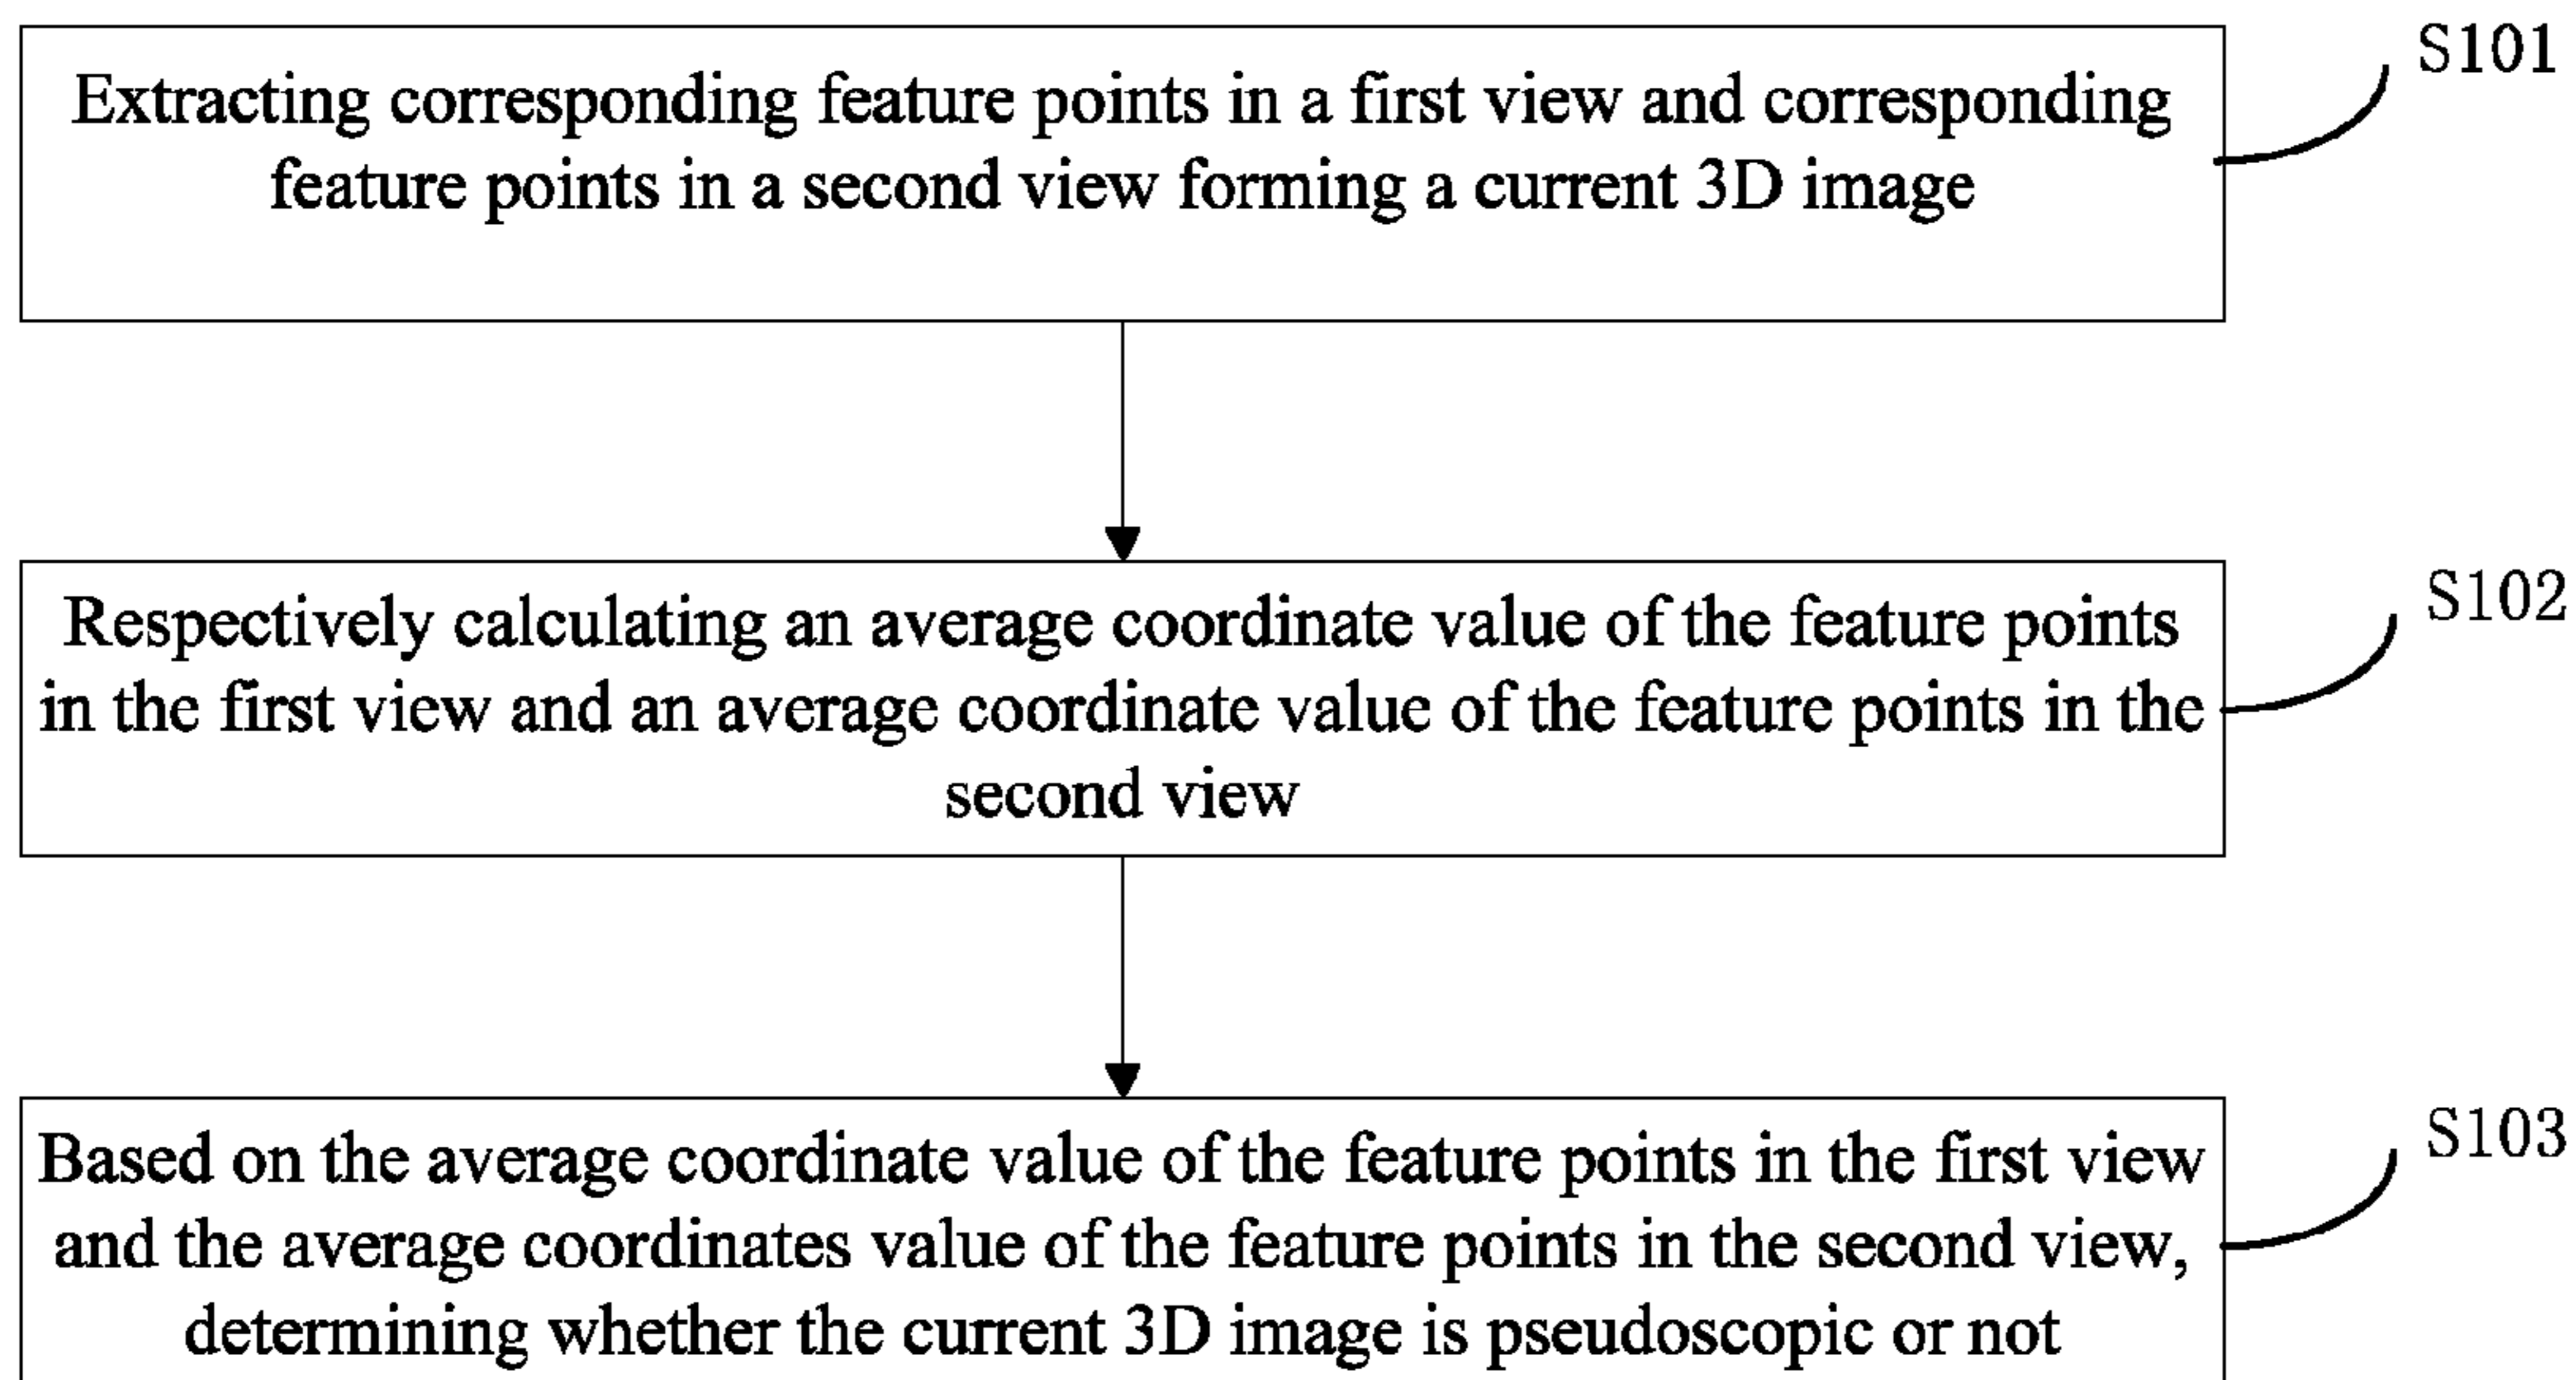 S101
Extracting corresponding feature points in a first view and corresponding
feature points in a second view forming a current 3D image
S102
Respectively calculating an average coordinate value of the feature points
in the first view and an average coordinate value of the feature points in the
second view
S103
Based on the average coordinate value of the feature points in the first view
and the average coordinates value of the feature points in the second view,
determining whether the current 3D image is pseudoscopic or not